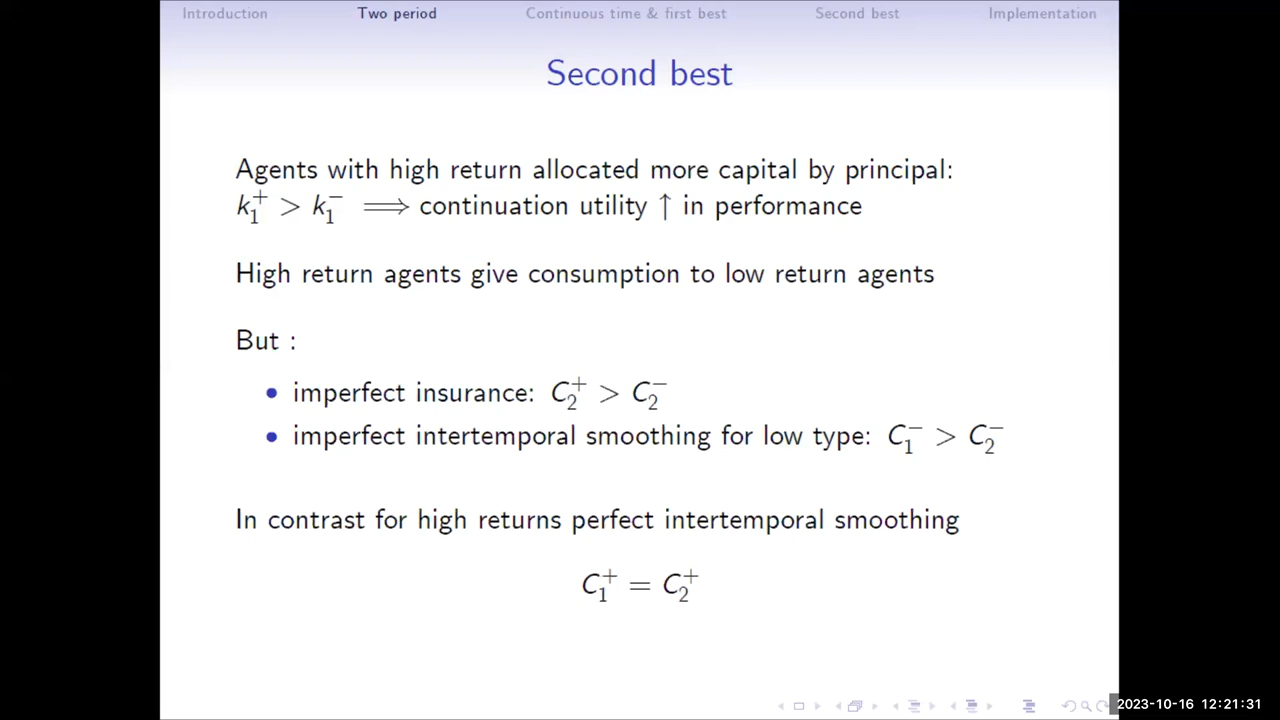 Introduction Two period Continuous time & first best Second best Implementation
Second best
Agents with high return allocated more capital by principal:
k₁⁺ > k₁⁻ ⟹ continuation utility ↑ in performance
High return agents give consumption to low return agents
But :
• imperfect insurance: C₂⁺ > C₂⁻
• imperfect intertemporal smoothing for low type: C₁⁻ > C₂⁻
In contrast for high returns perfect intertemporal smoothing
C₁⁺ = C₂⁺
2023-10-16 12:21:31